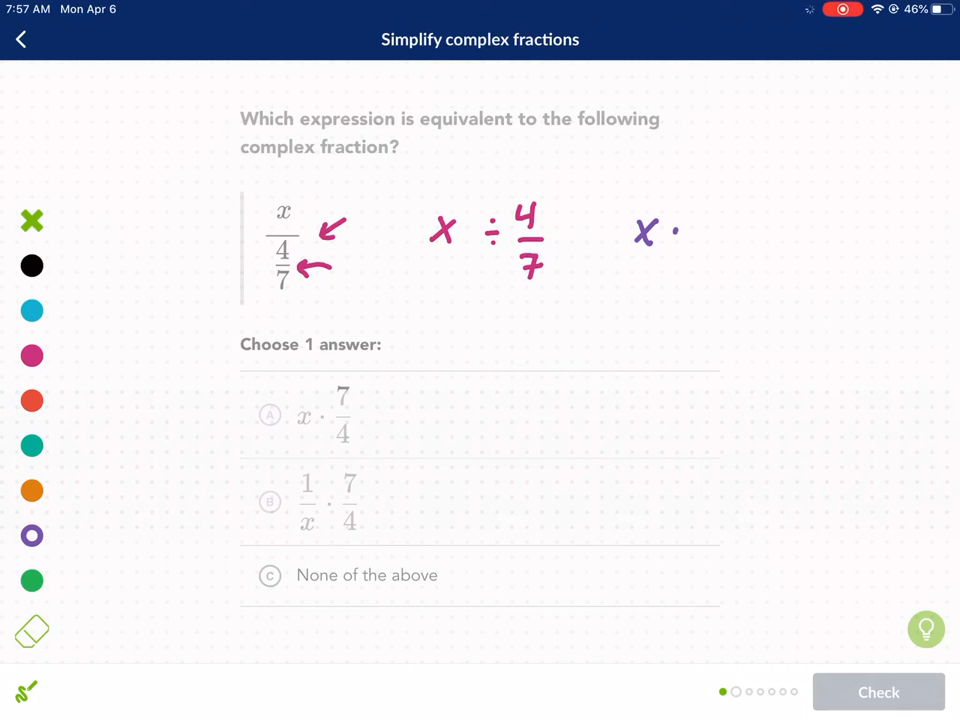 7:57 AM Mon Apr 6 46%
Simplify complex fractions
Which expression is equivalent to the following
complex fraction?
x
4
7
x ÷ 4/7
x ·
Choose 1 answer:
A x · 7/4
B 1/x · 7/4
C None of the above
Check